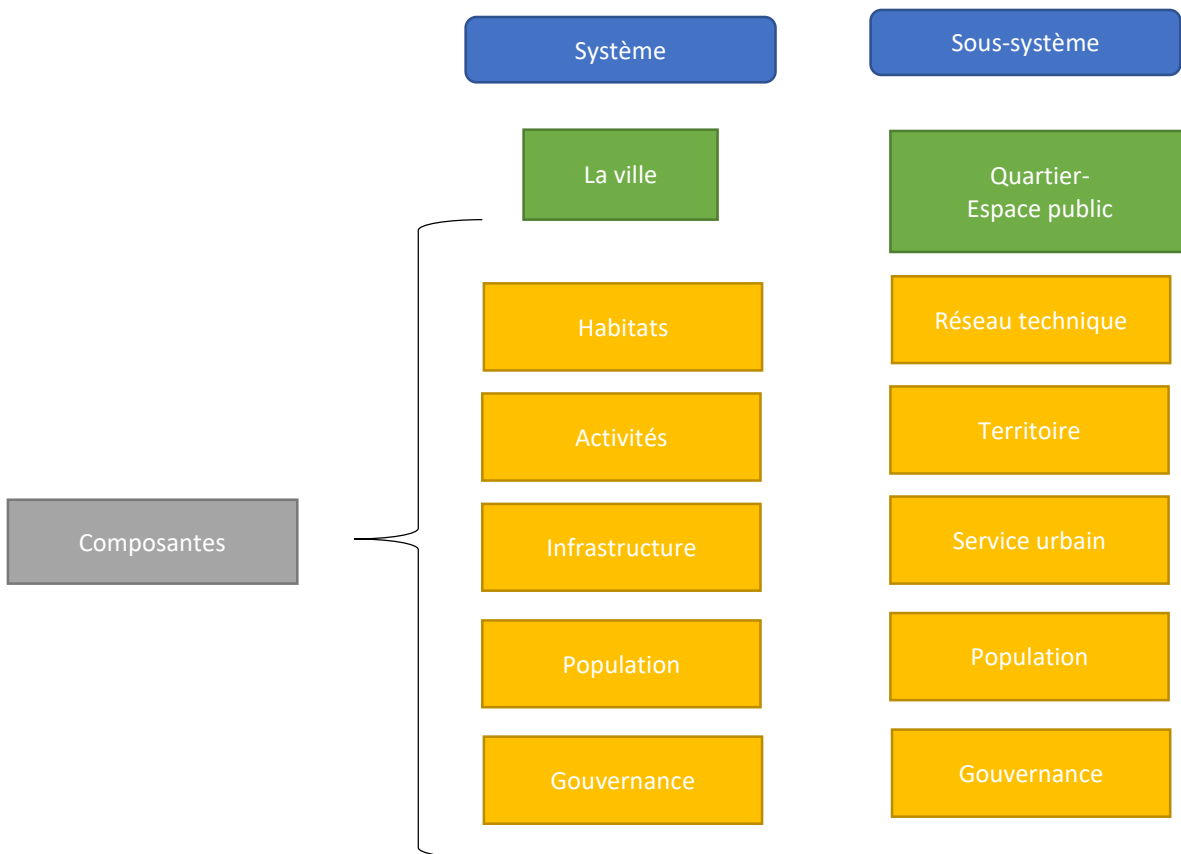 Système
Sous-système
La ville
Quartier-
Espace public
Habitats
Réseau technique
Activités
Territoire
Composantes
Infrastructure
Service urbain
Population
Population
Gouvernance
Gouvernance